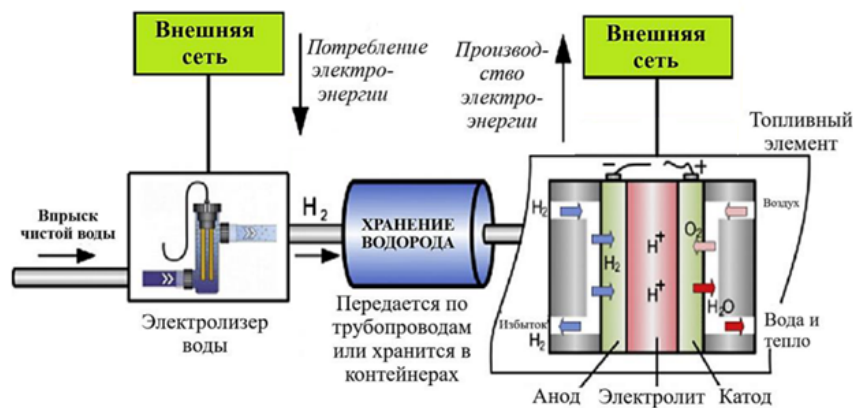 Внешняя
сеть
Потребление
электро-
энергии
Производ-
ство
электро-
энергии
Внешняя
сеть
Топливный
элемент
Впрыск
чистой воды
H2
ХРАНЕНИЕ
ВОДОРОДА
Электролизер
воды
Передается по
трубопроводам
или хранится в
контейнерах
- +
H2
Воздух
O2
H+
H2
H+
H2O
Избыток
H2
Вода и
тепло
Анод Электролит Катод